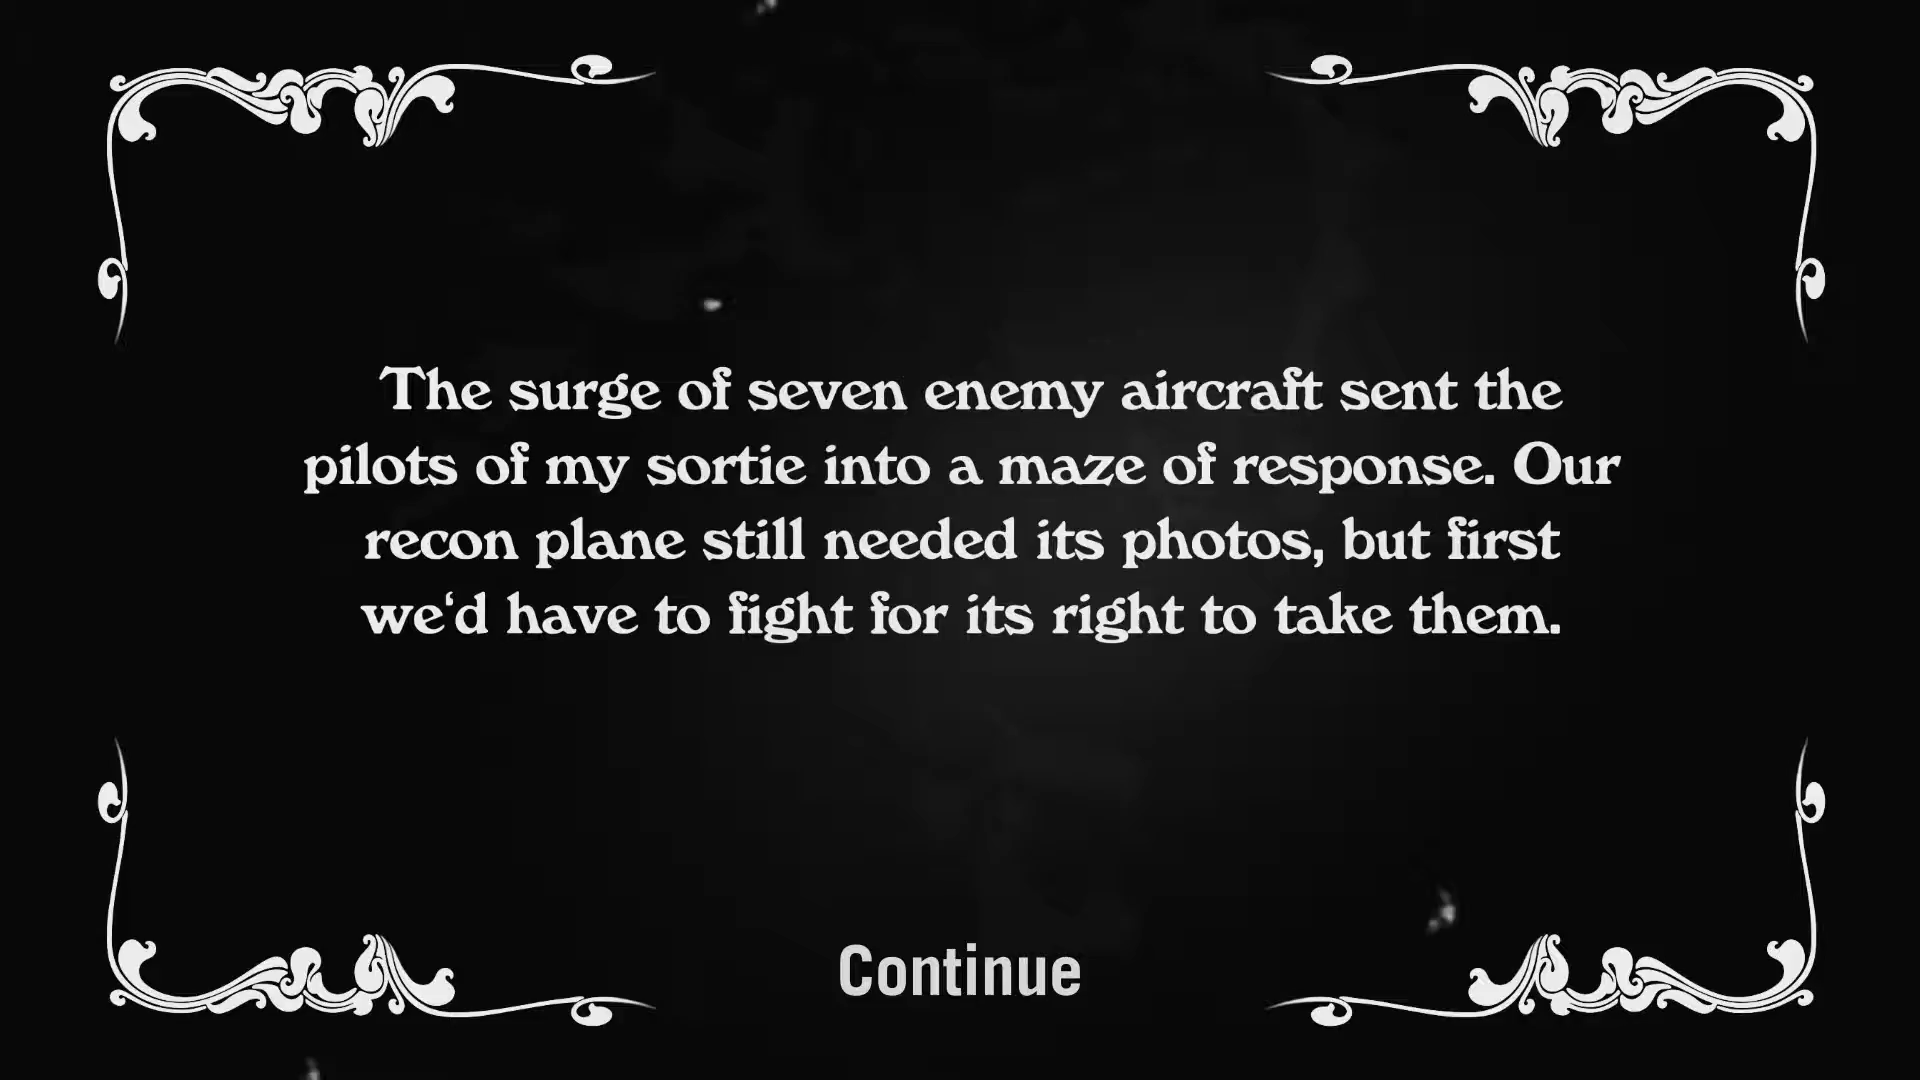 The surge of seven enemy aircraft sent the
pilots of my sortie into a maze of response. Our
recon plane still needed its photos, but first
we‘d have to fight for its right to take them.
Continue